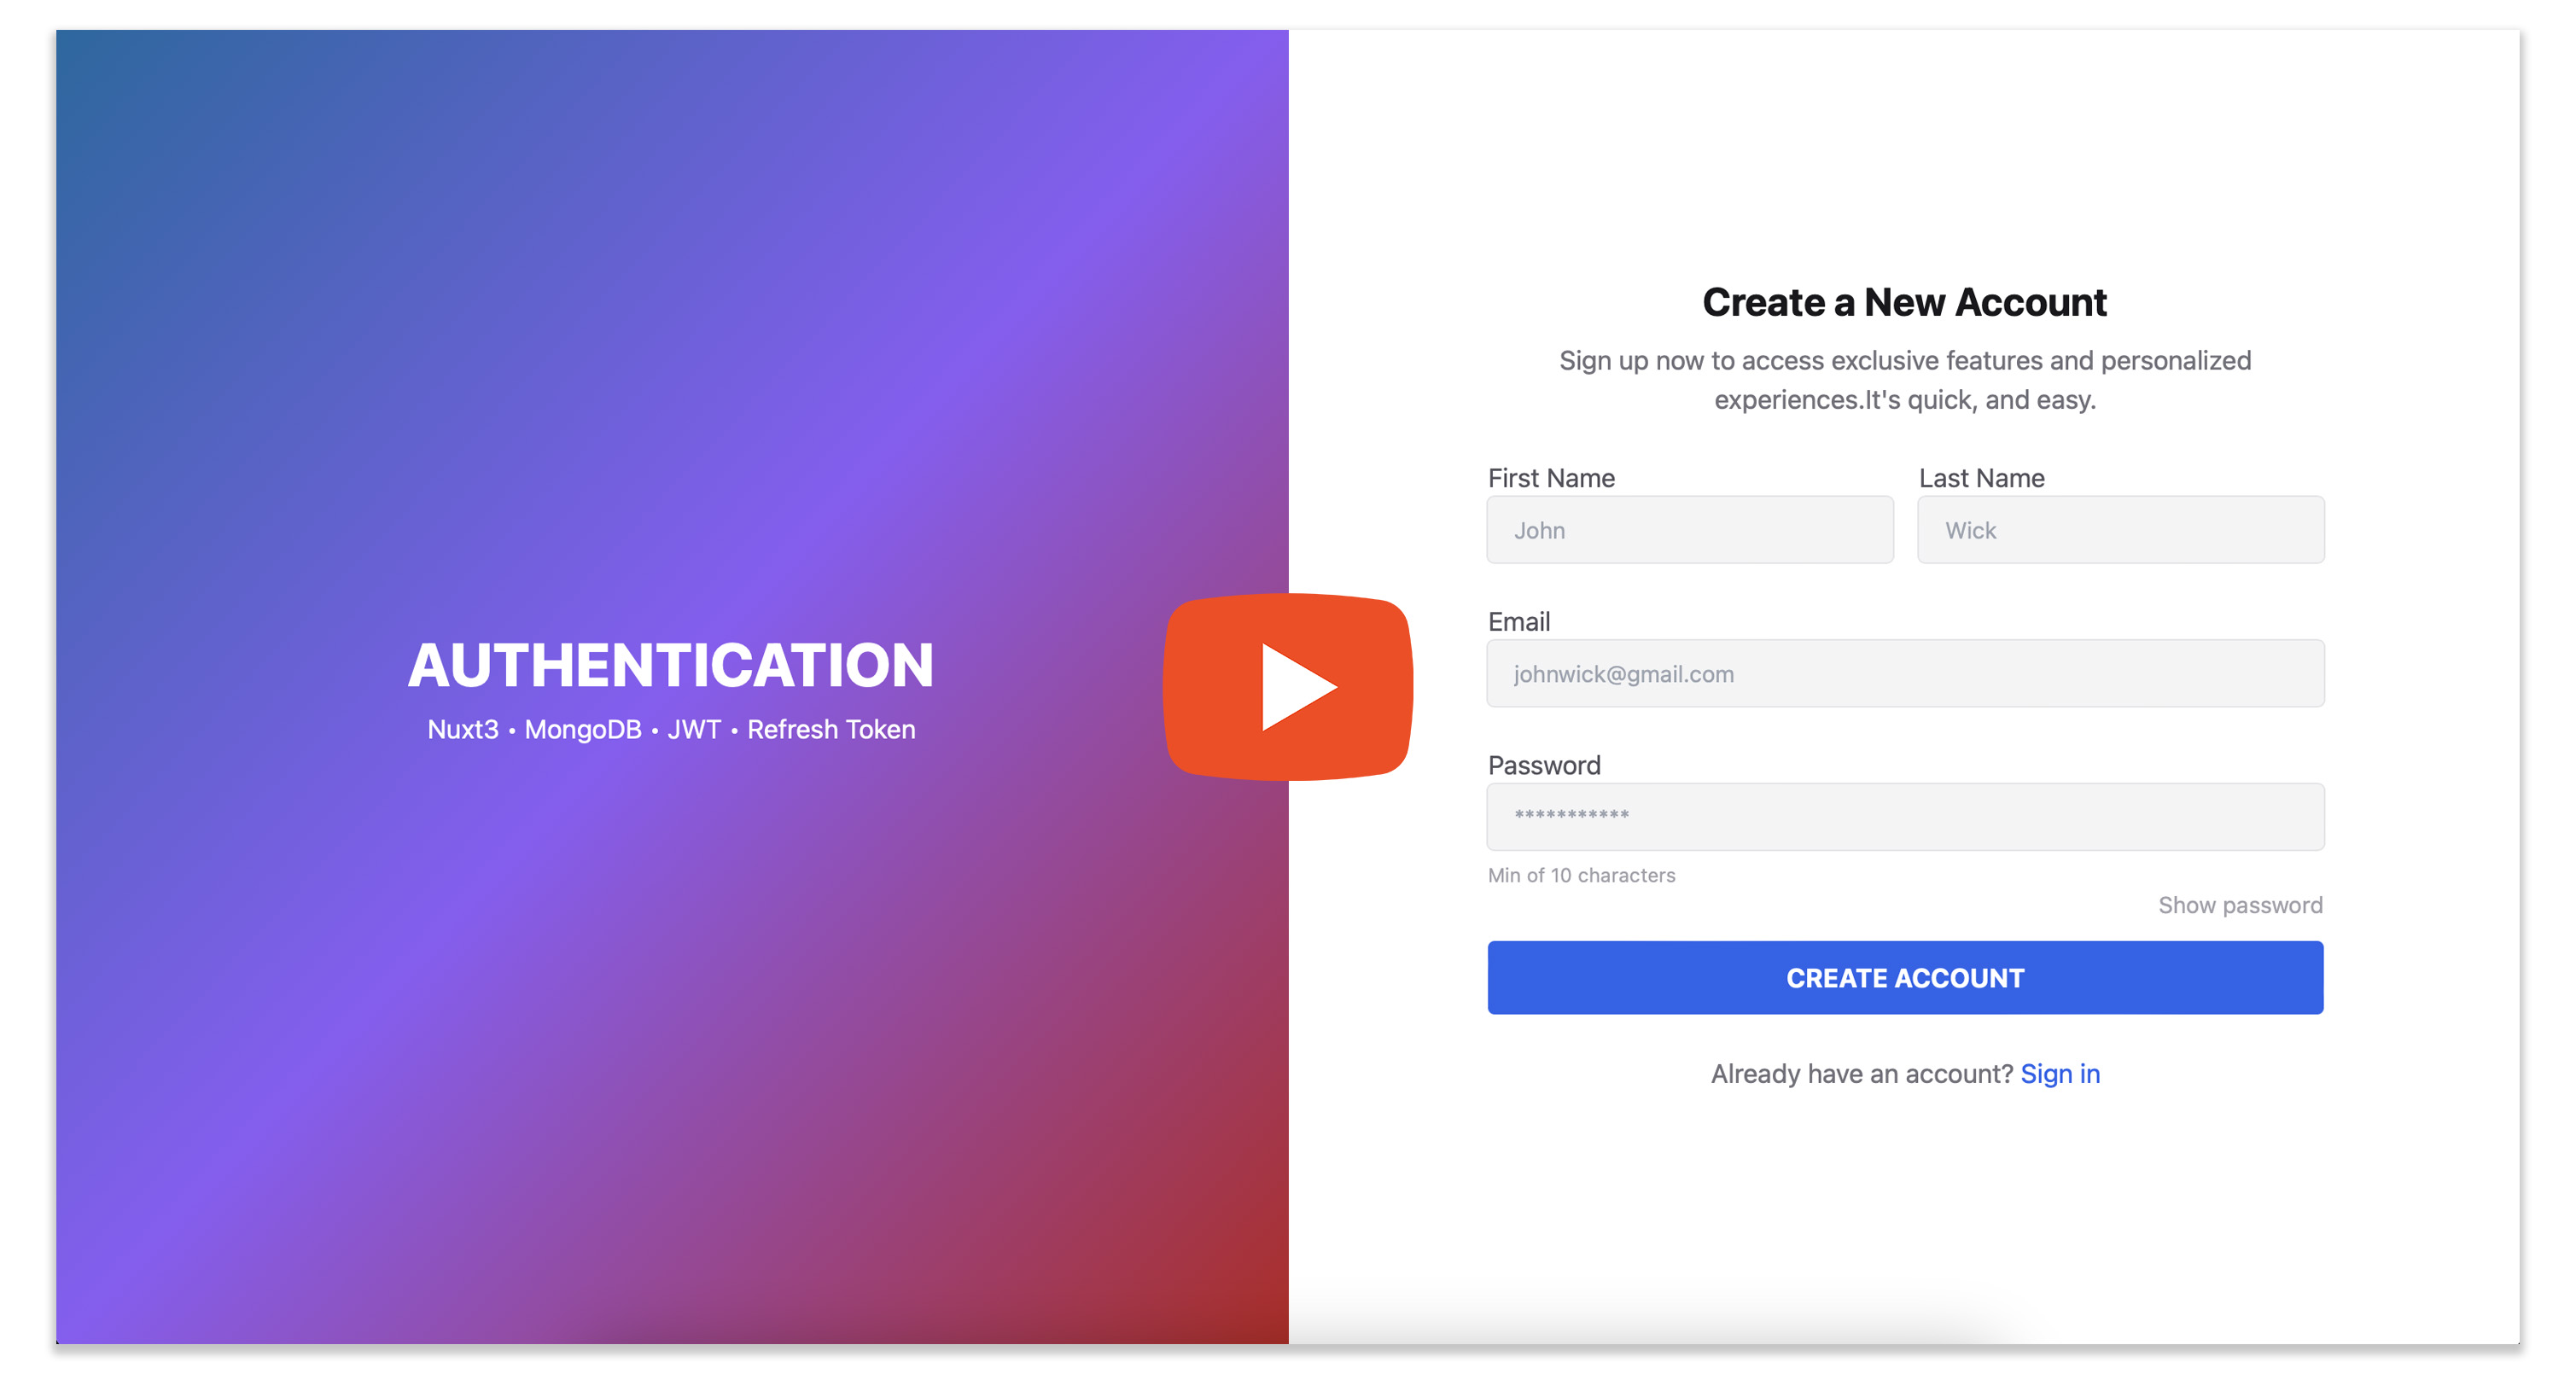 AUTHENTICATION
Nuxt3 • MongoDB • JWT • Refresh Token
Create a New Account
Sign up now to access exclusive features and personalized
experiences.It's quick, and easy.
First Name
Last Name
John
Wick
Email
johnwick@gmail.com
Password
***********
Min of 10 characters
Show password
CREATE ACCOUNT
Already have an account? Sign in